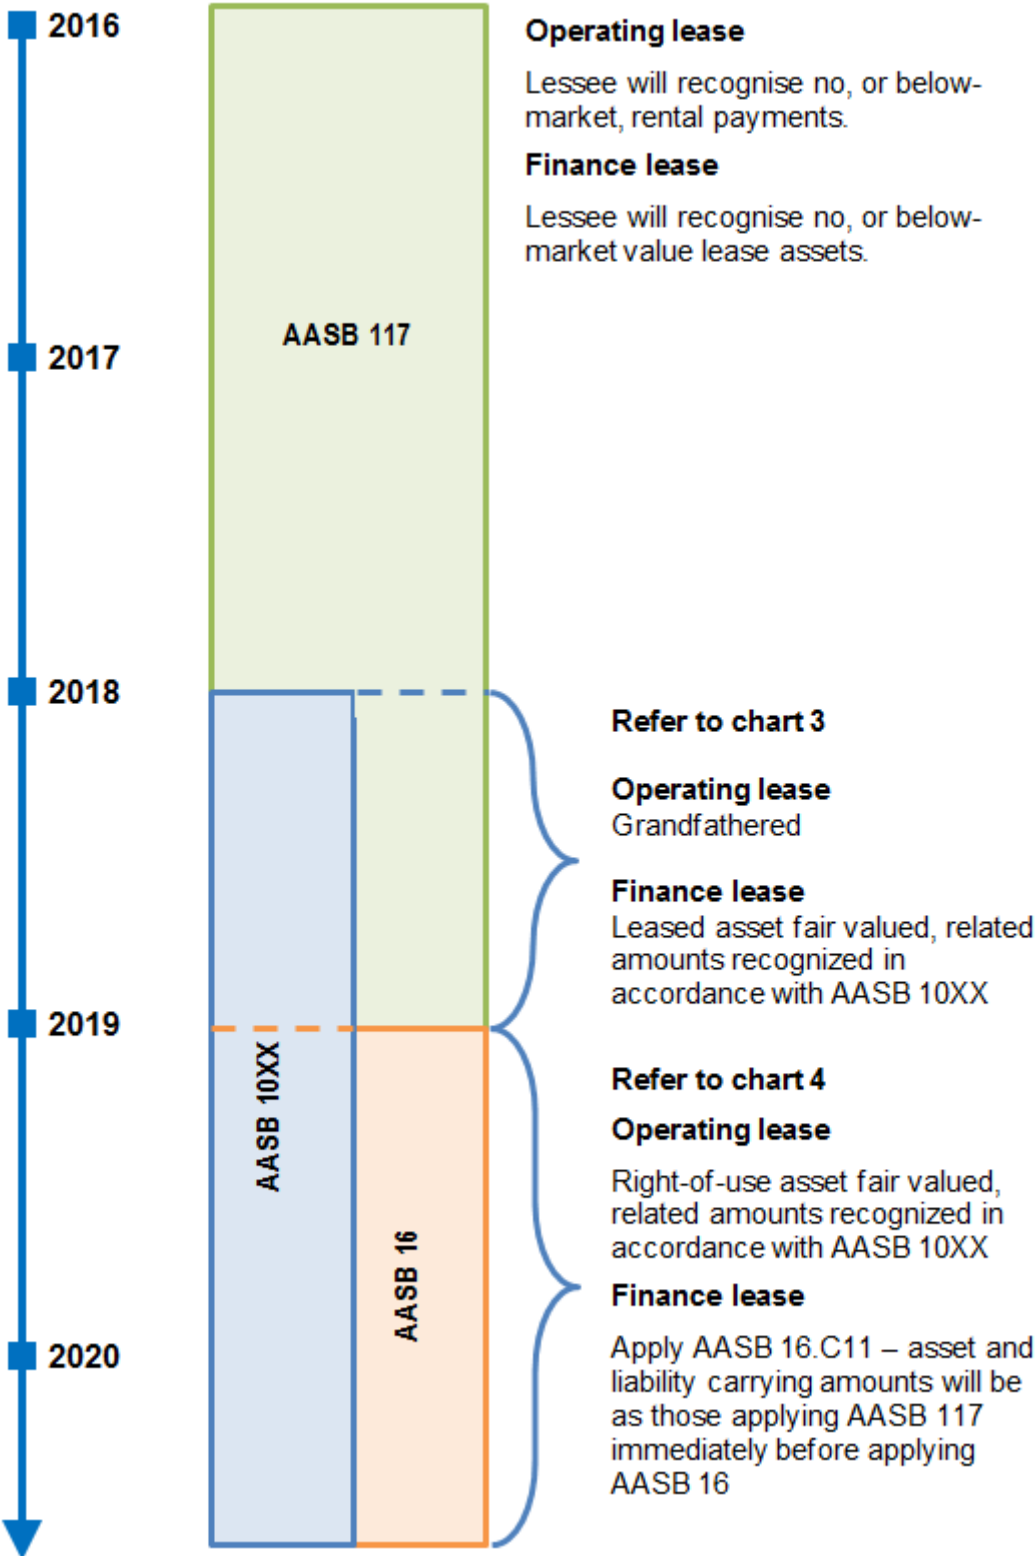 2016
Operating lease
Lessee will recognise no, or below-
market, rental payments.
Finance lease
Lessee will recognise no, or below-
market value lease assets.
AASB 117
2017
2018
Refer to chart 3
Operating lease
Grandfathered
Finance lease
Leased asset fair valued, related
amounts recognized in
accordance with AASB 10XX
2019
AASB 10XX
AASB 16
Refer to chart 4
Operating lease
Right-of-use asset fair valued,
related amounts recognized in
accordance with AASB 10XX
Finance lease
Apply AASB 16.C11 – asset and
liability carrying amounts will be
as those applying AASB 117
immediately before applying
AASB 16
2020